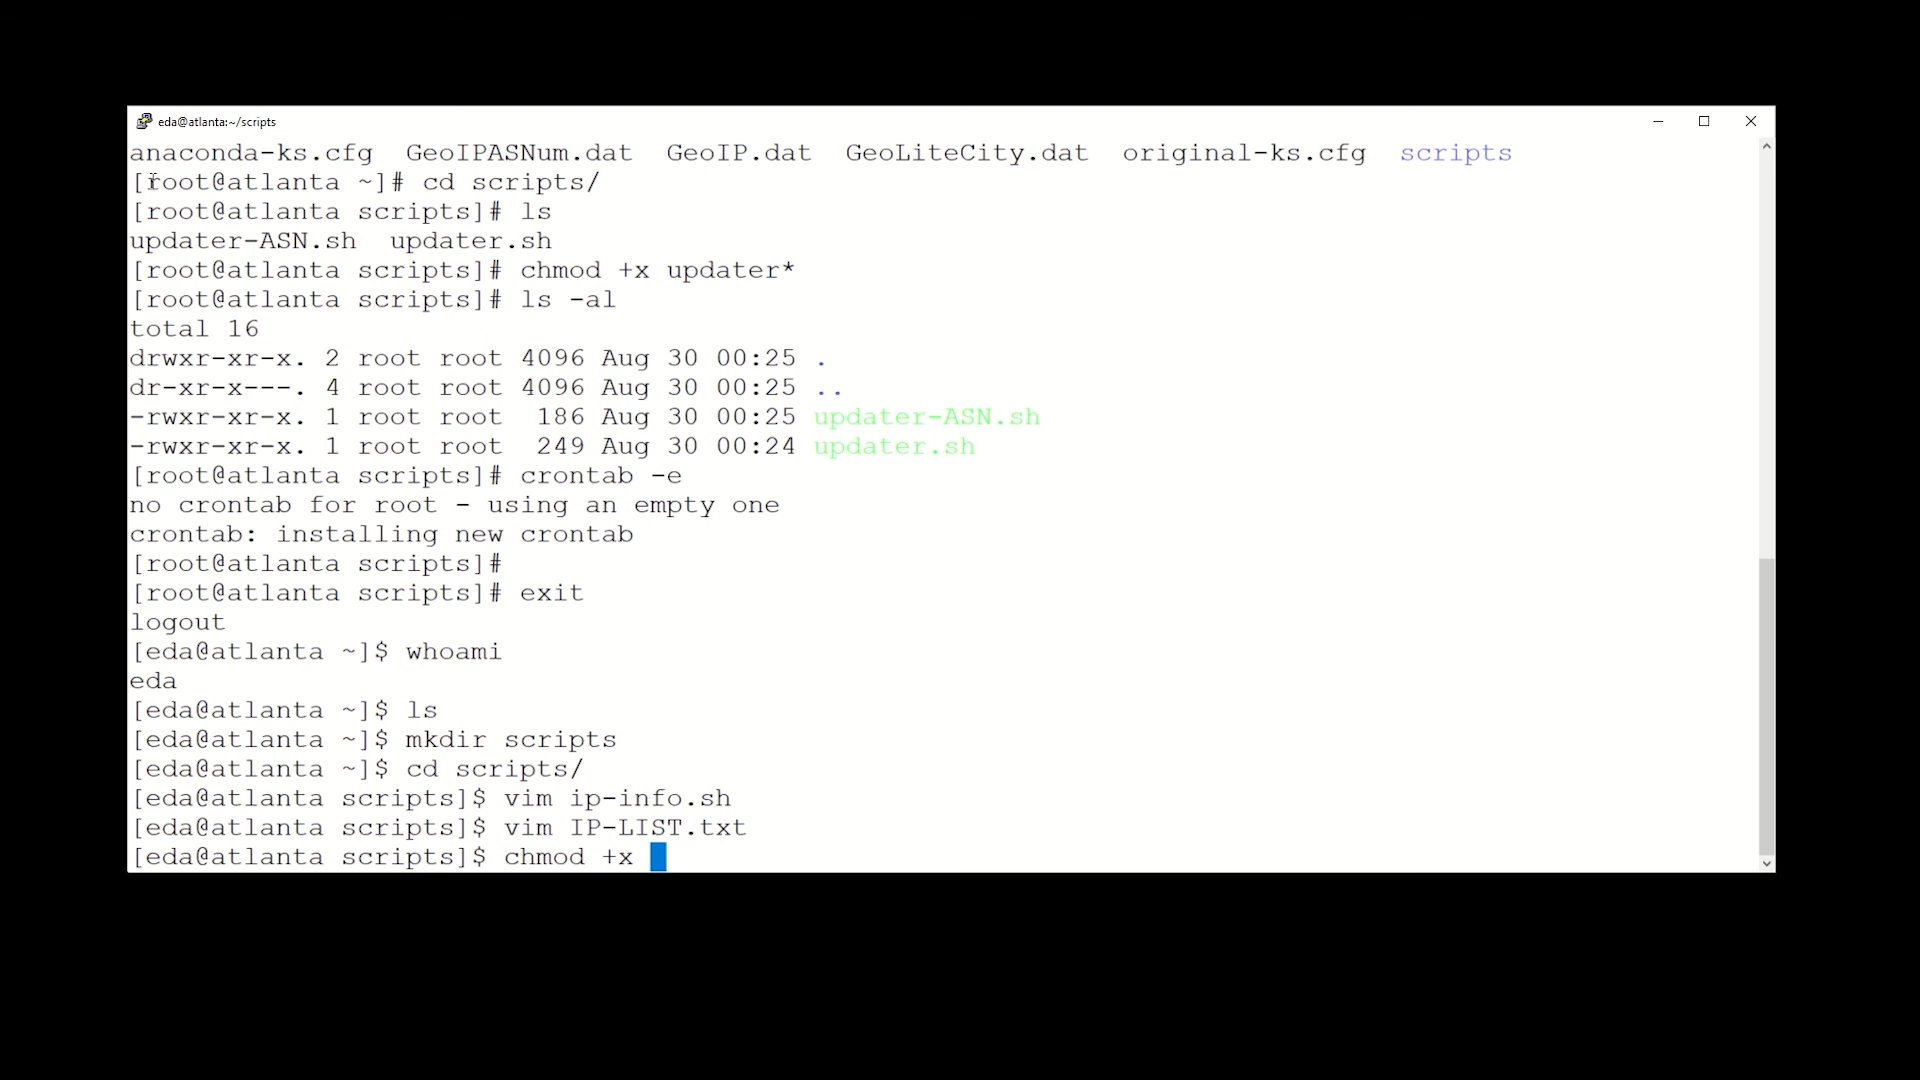 eda@atlanta:~/scripts
anaconda-ks.cfg  GeoIPASNum.dat  GeoIP.dat  GeoLiteCity.dat  original-ks.cfg  scripts
[root@atlanta ~]# cd scripts/
[root@atlanta scripts]# ls
updater-ASN.sh  updater.sh
[root@atlanta scripts]# chmod +x updater*
[root@atlanta scripts]# ls -al
total 16
drwxr-xr-x. 2 root root 4096 Aug 30 00:25 .
dr-xr-x---. 4 root root 4096 Aug 30 00:25 ..
-rwxr-xr-x. 1 root root  186 Aug 30 00:25 updater-ASN.sh
-rwxr-xr-x. 1 root root  249 Aug 30 00:24 updater.sh
[root@atlanta scripts]# crontab -e
no crontab for root - using an empty one
crontab: installing new crontab
[root@atlanta scripts]#
[root@atlanta scripts]# exit
logout
[eda@atlanta ~]$ whoami
eda
[eda@atlanta ~]$ ls
[eda@atlanta ~]$ mkdir scripts
[eda@atlanta ~]$ cd scripts/
[eda@atlanta scripts]$ vim ip-info.sh
[eda@atlanta scripts]$ vim IP-LIST.txt
[eda@atlanta scripts]$ chmod +x